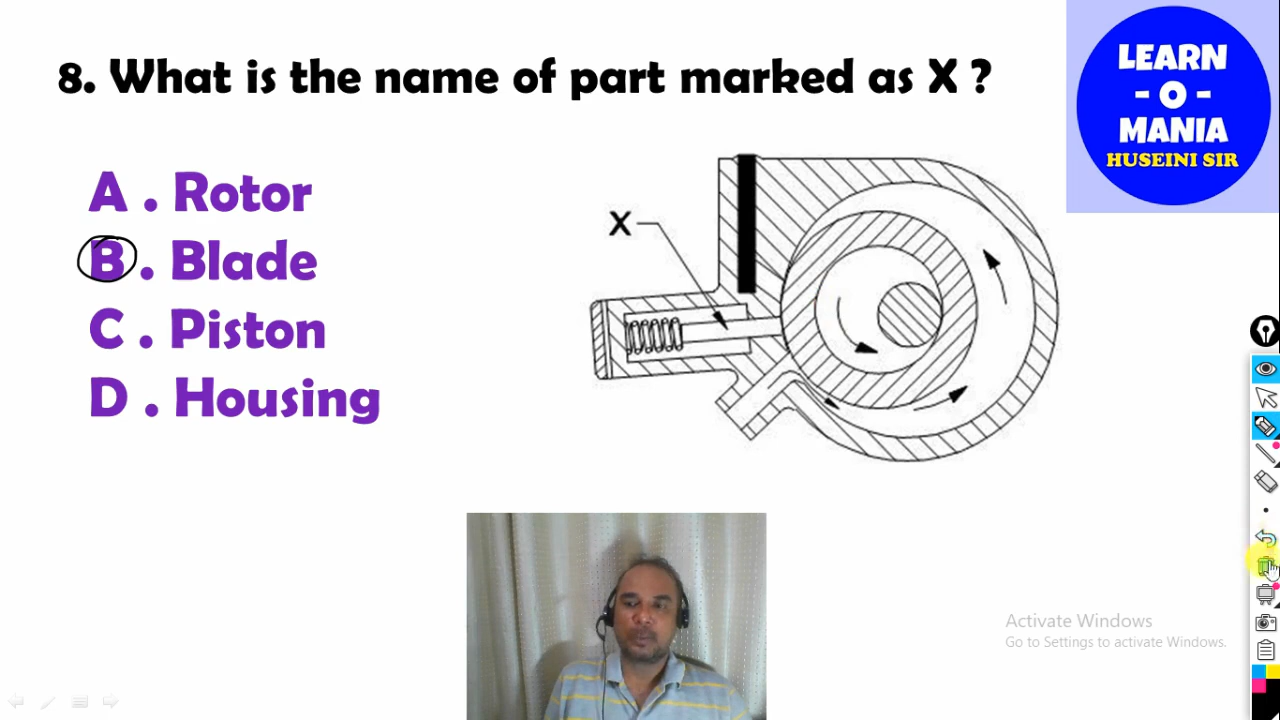 8. What is the name of part marked as X ?
LEARN
- O -
MANIA
HUSEINI SIR
A . Rotor
B . Blade
C . Piston
D . Housing
X
Activate Windows
Go to Settings to activate Windows.